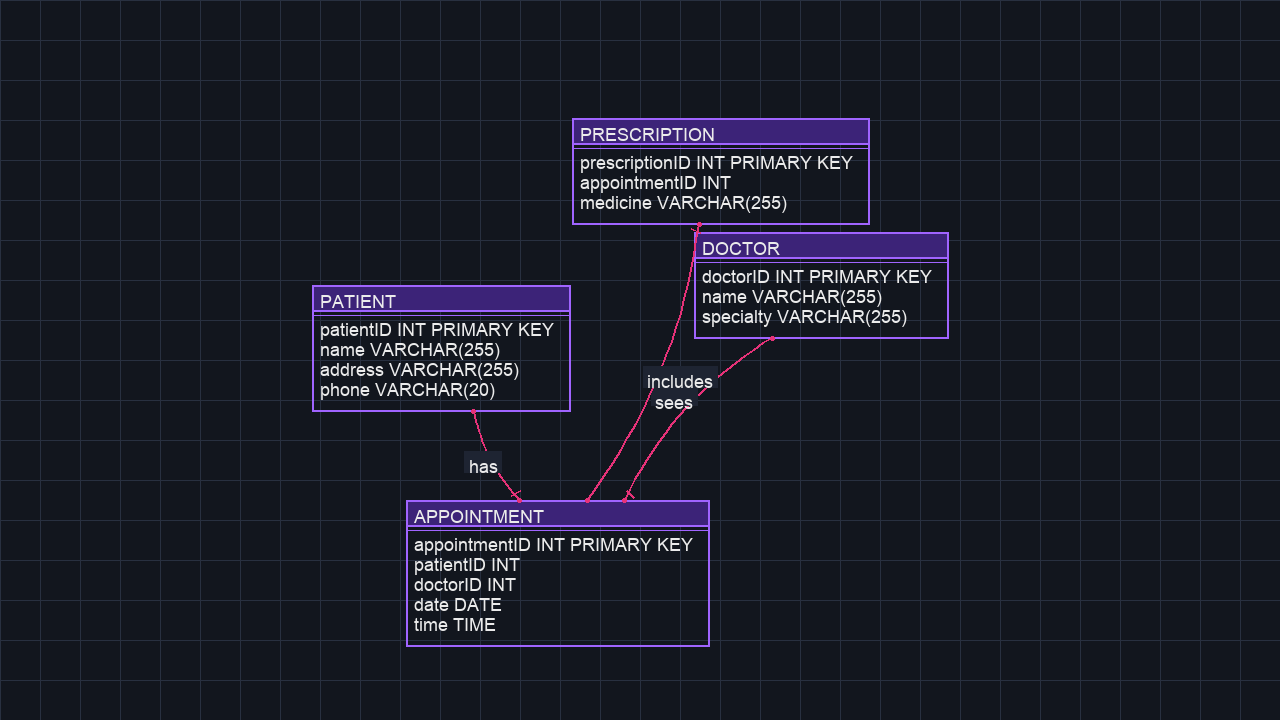 PRESCRIPTION
prescriptionID INT PRIMARY KEY
appointmentID INT
medicine VARCHAR(255)
DOCTOR
doctorID INT PRIMARY KEY
name VARCHAR(255)
specialty VARCHAR(255)
PATIENT
patientID INT PRIMARY KEY
name VARCHAR(255)
address VARCHAR(255)
phone VARCHAR(20)
includes
sees
has
APPOINTMENT
appointmentID INT PRIMARY KEY
patientID INT
doctorID INT
date DATE
time TIME